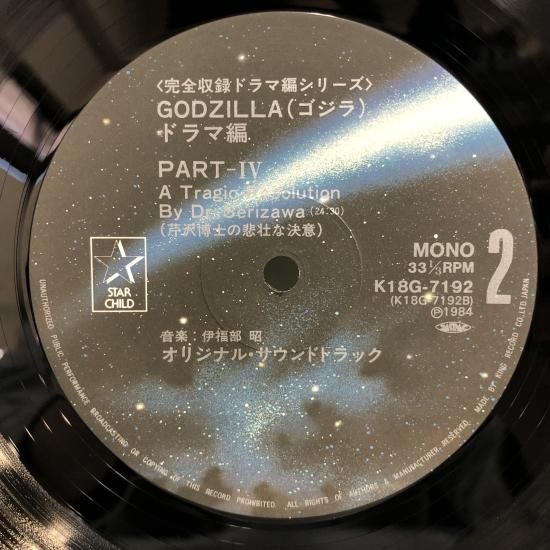 〈完全収録ドラマ編シリーズ〉
GODZILLA(ゴジラ)
ドラマ編
PART-IV
A Tragic Resolution
By Dr. Serizawa (24:30)
(芹沢博士の悲壮な決意)
STAR
CHILD
MONO
33⅓RPM
K18G-7192
(K18G-7192B)
Ⓟ1984
2
音楽:伊福部 昭
オリジナル・サウンドトラック
UNAUTHORIZED PUBLIC PERFORMANCE BROADCASTING OR COPYING OF THIS RECORD PROHIBITED. ALL RIGHTS OF AUTHORS & MANUFACTURER, RESERVED. MADE BY KING RECORD CO.,LTD.JAPAN